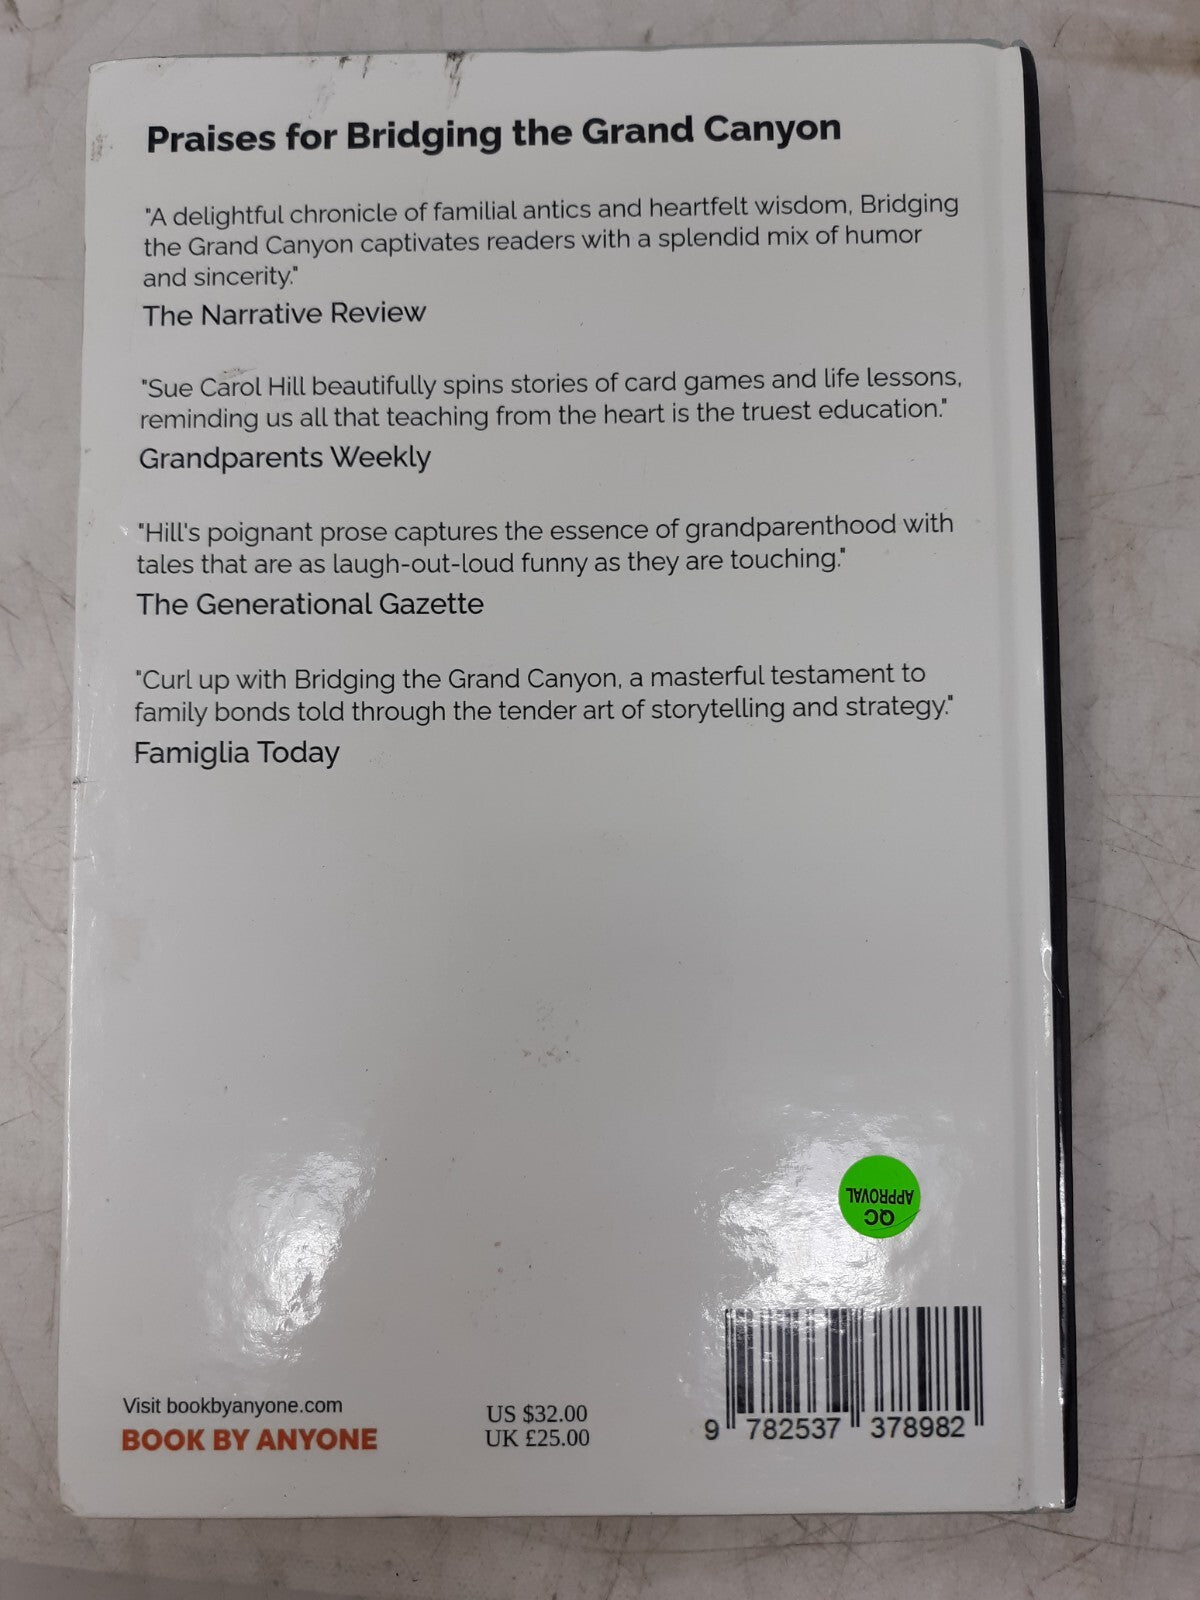 Praises for Bridging the Grand Canyon
"A delightful chronicle of familial antics and heartfelt wisdom, Bridging
the Grand Canyon captivates readers with a splendid mix of humor
and sincerity."
The Narrative Review
"Sue Carol Hill beautifully spins stories of card games and life lessons,
reminding us all that teaching from the heart is the truest education."
Grandparents Weekly
"Hill's poignant prose captures the essence of grandparenthood with
tales that are as laugh-out-loud funny as they are touching."
The Generational Gazette
"Curl up with Bridging the Grand Canyon, a masterful testament to
family bonds told through the tender art of storytelling and strategy."
Famiglia Today
QC
APPROVAL
Visit bookbyanyone.com
BOOK BY ANYONE
US $32.00
UK £25.00
9 782537 378982